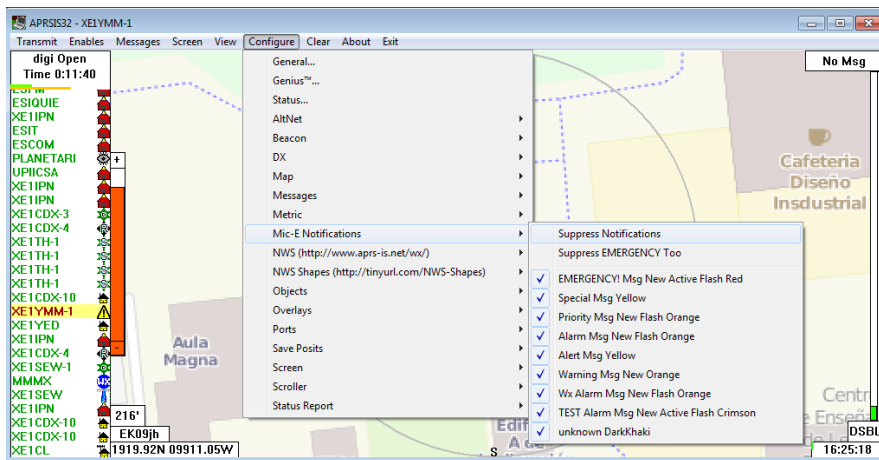 APRSIS32 - XE1YMM-1
Transmit Enables Messages Screen View Configure Clear About Exit
digi Open
Time 0:11:40
No Msg
ESIQUIE
XE1IPN
ESIT
ESCOM
PLANETARI
UPIICSA
XE1IPN
XE1IPN
XE1CDX-3
XE1CDX-4
XE1TH-1
XE1TH-1
XE1TH-1
XE1TH-1
XE1CDX-10
XE1YMM-1
XE1YED
XE1IPN
XE1CDX-4
XE1SEW-1
MMMX
XE1SEW
XE1IPN
XE1CDX-10
XE1CDX-10
XE1CL
+
-
WX
216'
EK09jh
1919.92N 09911.05W
Aula
Magna
General...
Genius™...
Status...
AltNet
Beacon
DX
Map
Messages
Metric
Mic-E Notifications
NWS (http://www.aprs-is.net/wx/)
NWS Shapes (http://tinyurl.com/NWS-Shapes)
Objects
Overlays
Ports
Save Posits
Screen
Scroller
Status Report
Suppress Notifications
Suppress EMERGENCY Too
EMERGENCY! Msg New Active Flash Red
Special Msg Yellow
Priority Msg New Flash Orange
Alarm Msg New Flash Orange
Alert Msg Yellow
Warning Msg New Orange
Wx Alarm Msg New Flash Orange
TEST Alarm Msg New Active Flash Crimson
unknown DarkKhaki
Cafeteria
Diseño
Insdustrial
Centr
Enseña
Edif
A de
S
DSBL
16:25:18